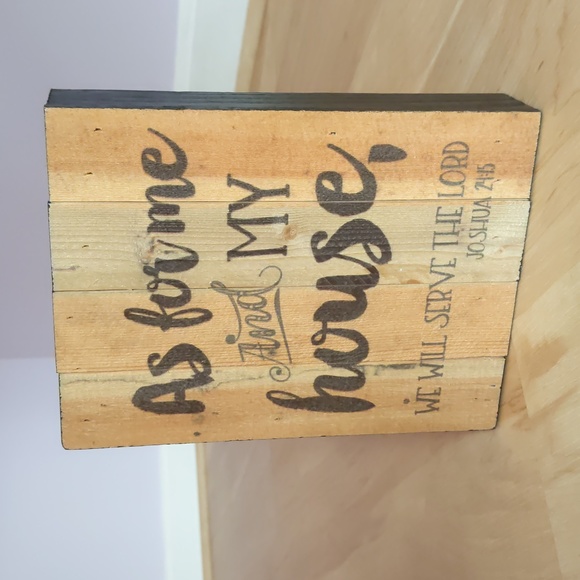 As for me
And MY
house,
WE WILL SERVE THE LORD
JOSHUA 24:15